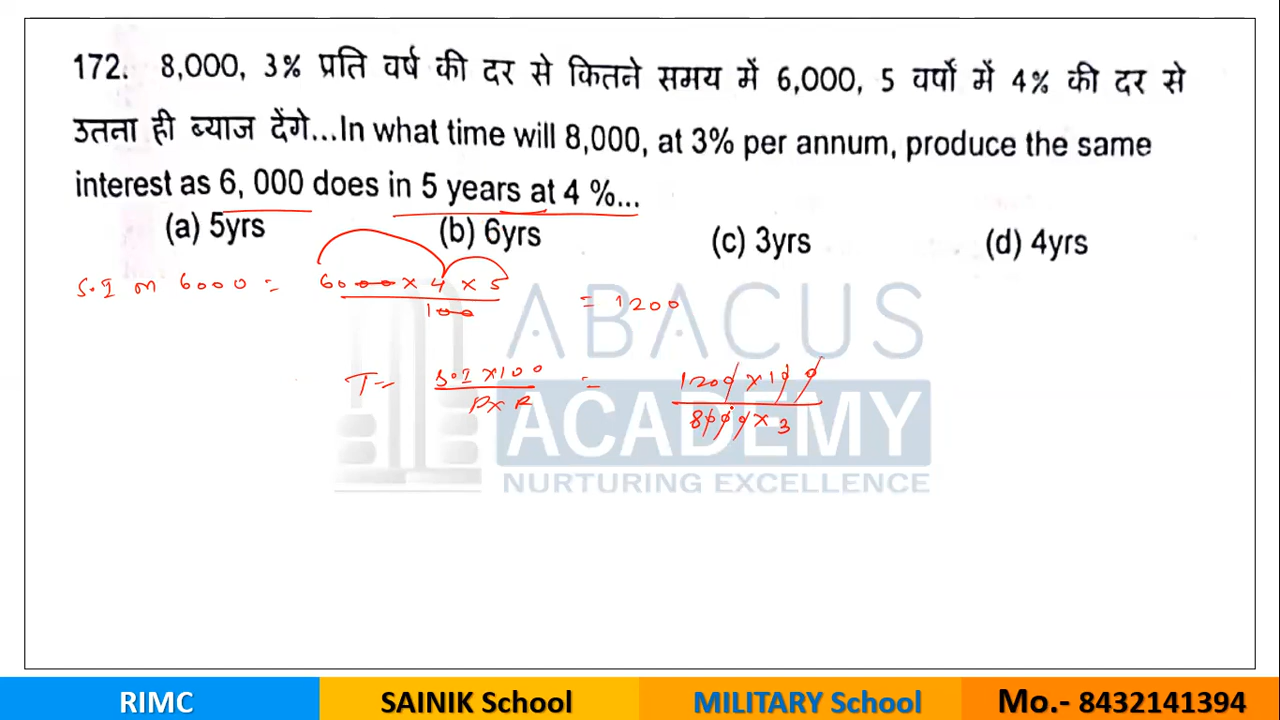 172. 8,000, 3% प्रति वर्ष की दर से कितने समय में 6,000, 5 वर्षों में 4% की दर से
उतना ही ब्याज देंगे...In what time will 8,000, at 3% per annum, produce the same
interest as 6, 000 does in 5 years at 4 %...
(a) 5yrs (b) 6yrs (c) 3yrs (d) 4yrs
S.I on 6000 = 6000 × 4 × 5 / 100 = 1200
T = S.I × 100 / P × R = 1200 × 100 / 8000 × 3
ABACUS
ACADEMY
NURTURING EXCELLENCE
RIMC SAINIK School MILITARY School Mo.- 8432141394